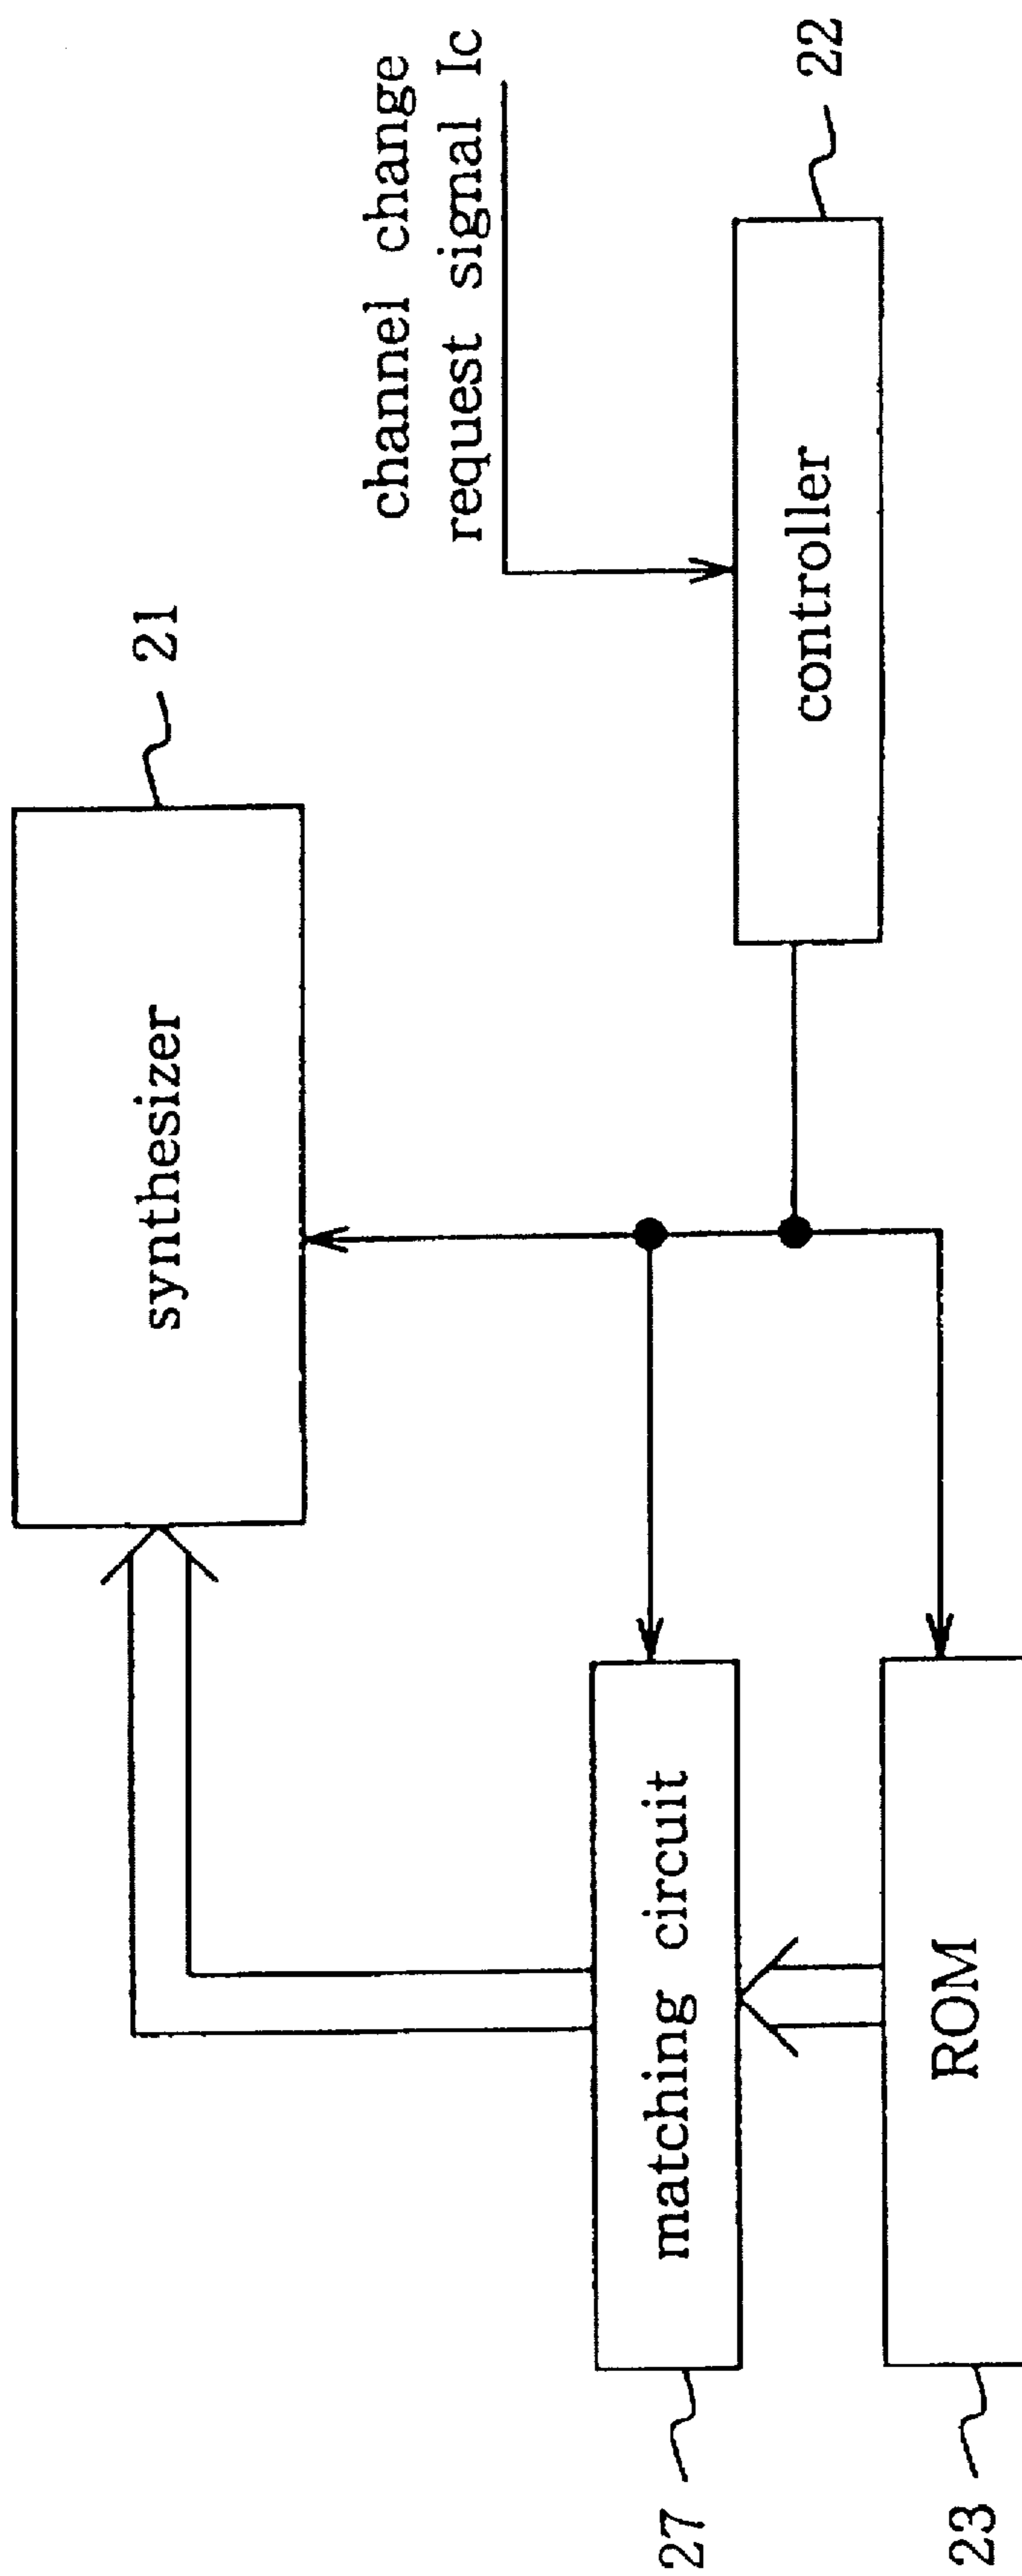 21
synthesizer
channel change
request signal Ic
27
matching circuit
controller
22
23
ROM